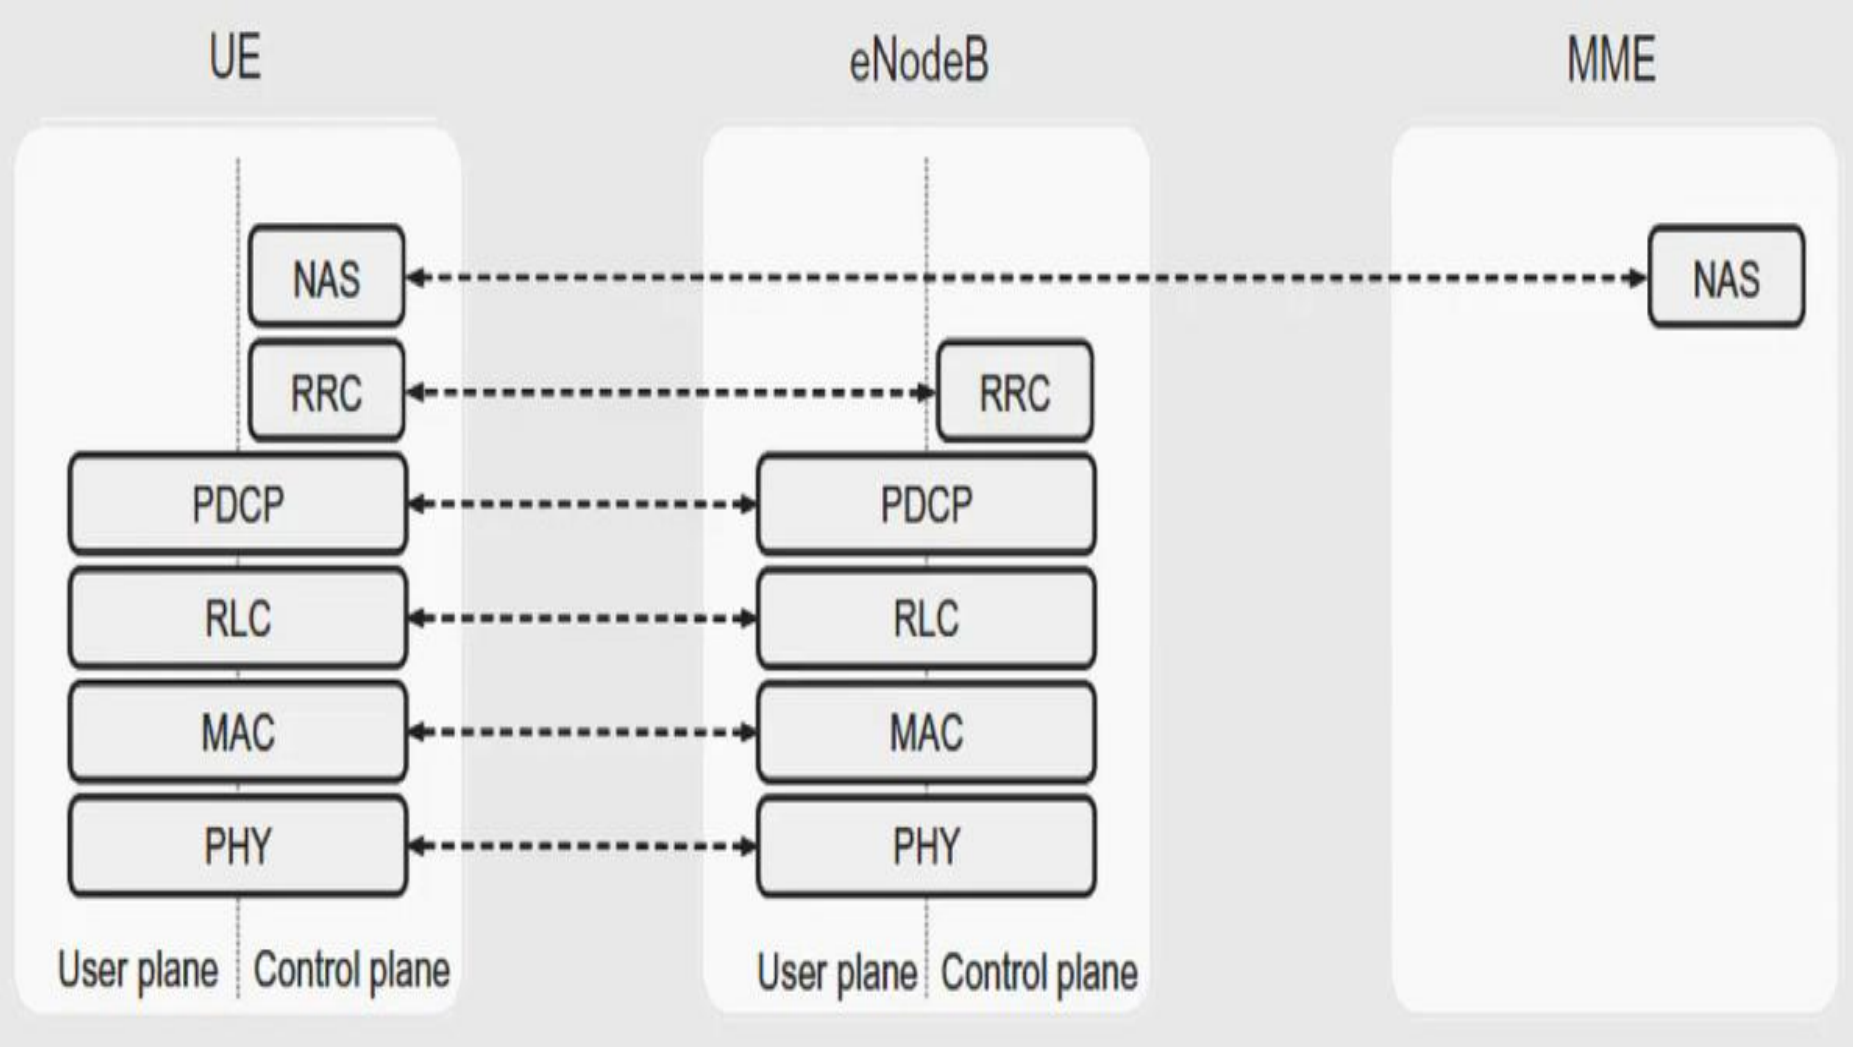 UE
eNodeB
MME
NAS
NAS
RRC
RRC
PDCP
PDCP
RLC
RLC
MAC
MAC
PHY
PHY
User plane
Control plane
User plane
Control plane